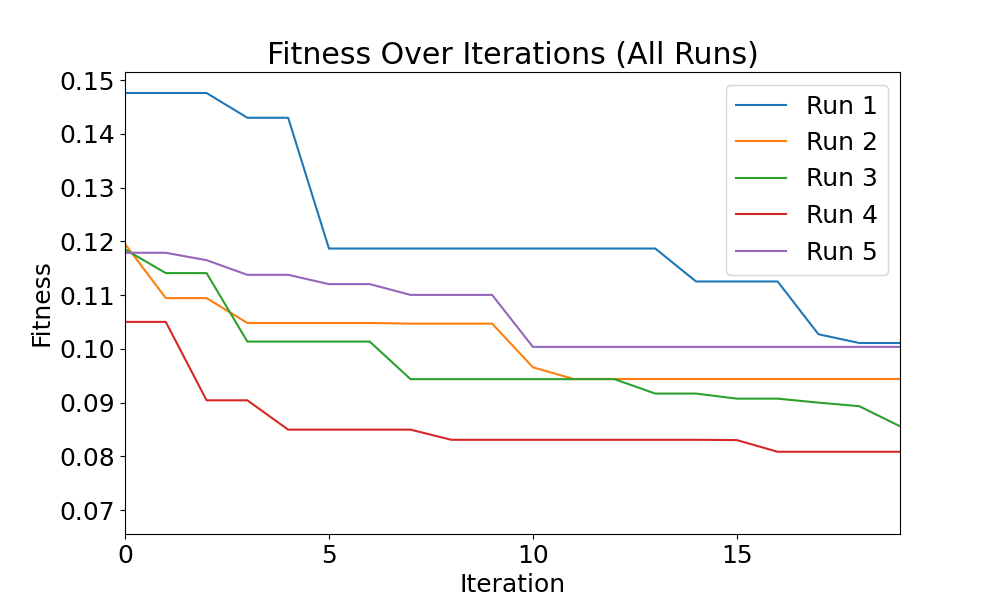 Fitness Over Iterations (All Runs)
0.15
0.14
0.13
0.12
0.11
0.10
0.09
0.08
0.07
Fitness
Run 1
Run 2
Run 3
Run 4
Run 5
0 5 10 15
Iteration